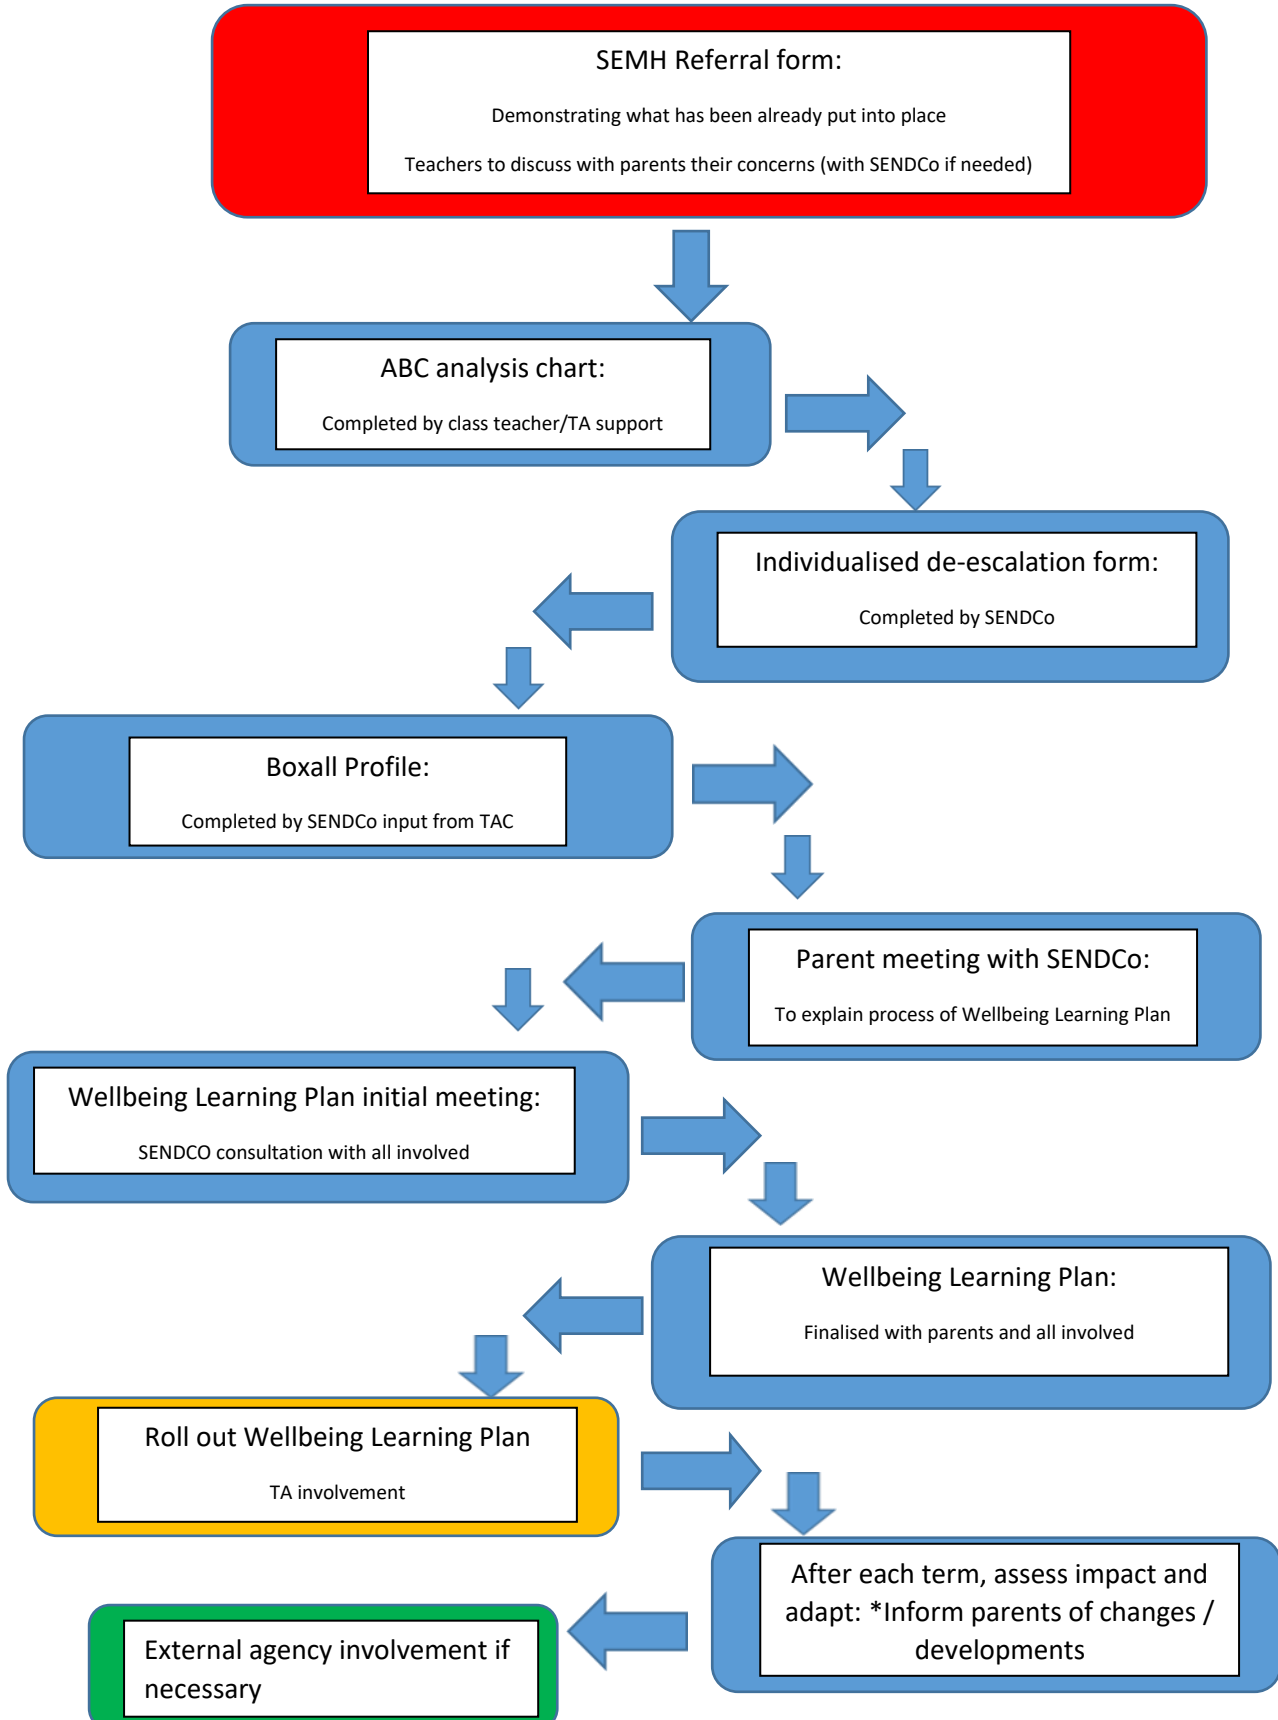 SEMH Referral form:
Demonstrating what has been already put into place
Teachers to discuss with parents their concerns (with SENDCo if needed)
ABC analysis chart:
Completed by class teacher/TA support
Individualised de-escalation form:
Completed by SENDCo
Boxall Profile:
Completed by SENDCo input from TAC
Parent meeting with SENDCo:
To explain process of Wellbeing Learning Plan
Wellbeing Learning Plan initial meeting:
SENDCO consultation with all involved
Wellbeing Learning Plan:
Finalised with parents and all involved
Roll out Wellbeing Learning Plan
TA involvement
After each term, assess impact and
adapt: *Inform parents of changes /
developments
External agency involvement if
necessary